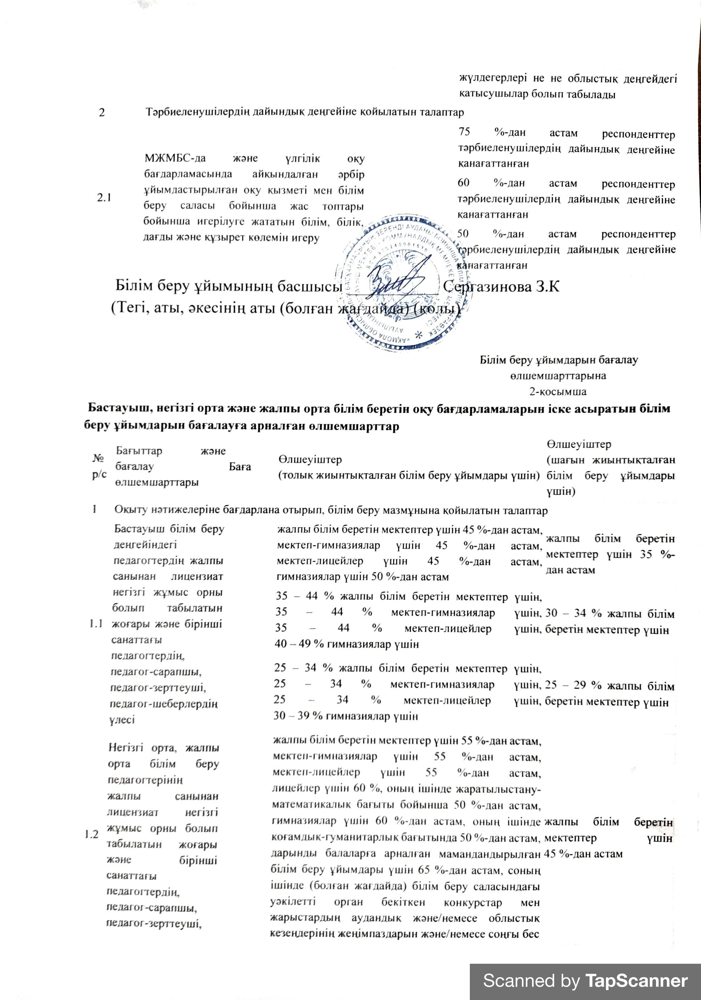 жүлдегерлері не не облыстық деңгейдегі
қатысушылар болып табылады
2 Тәрбиеленушілердің дайындық деңгейіне қойылатын талаптар
2.1
МЖМБС-да және үлгілік оқу
бағдарламасында айқындалған әрбір
ұйымдастырылған оқу қызметі мен білім
беру саласы бойынша жас топтары
бойынша игерілуге жататын білім, білік,
дағды және құзырет көлемін игеру
75 %-дан астам респонденттер
тәрбиеленушілердің дайындық деңгейіне
қанағаттанған
60 %-дан астам респонденттер
тәрбиеленушілердің дайындық деңгейіне
қанағаттанған
50 %-дан астам респонденттер
тәрбиеленушілердің дайындық деңгейіне
қанағаттанған
Білім беру ұйымының басшысы Сергазинова З.К
(Тегі, аты, әкесінің аты (болған жағдайда) (қолы)
Білім беру ұйымдарын бағалау
өлшемшарттарына
2-қосымша
Бастауыш, негізгі орта және жалпы орта білім беретін оқу бағдарламаларын іске асыратын білім
беру ұйымдарын бағалауға арналған өлшемшарттар
№
р/с
Бағыттар және
бағалау
өлшемшарттары
Баға
Өлшеуіштер
(толық жиынтықталған білім беру ұйымдары үшін)
Өлшеуіштер
(шағын жиынтықталған
білім беру ұйымдары
үшін)
1 Оқыту нәтижелеріне бағдарлана отырып, білім беру мазмұнына қойылатын талаптар
1.1
Бастауыш білім беру
деңгейіндегі
педагогтердің жалпы
санынан лицензиат
негізгі жұмыс орны
болып табылатын
жоғары және бірінші
санаттағы
педагогтердің,
педагог-сарапшы,
педагог-зерттеуші,
педагог-шеберлердің
үлесі
жалпы білім беретін мектептер үшін 45 %-дан астам,
мектеп-гимназиялар үшін 45 %-дан астам,
мектеп-лицейлер үшін 45 %-дан астам,
гимназиялар үшін 50 %-дан астам
жалпы білім беретін
мектептер үшін 35 %-
дан астам
35 – 44 % жалпы білім беретін мектептер үшін,
35 – 44 % мектеп-гимназиялар үшін,
35 – 44 % мектеп-лицейлер үшін,
40 – 49 % гимназиялар үшін
30 – 34 % жалпы білім
беретін мектептер үшін
25 – 34 % жалпы білім беретін мектептер үшін,
25 – 34 % мектеп-гимназиялар үшін,
25 – 34 % мектеп-лицейлер үшін,
30 – 39 % гимназиялар үшін
25 – 29 % жалпы білім
беретін мектептер үшін
1.2
Негізгі орта, жалпы
орта білім беру
педагогтерінің
жалпы санынан
лицензиат негізгі
жұмыс орны болып
табылатын жоғары
және бірінші
санаттағы
педагогтердің,
педагог-сарапшы,
педагог-зерттеуші,
жалпы білім беретін мектептер үшін 55 %-дан астам,
мектеп-гимназиялар үшін 55 %-дан астам,
мектеп-лицейлер үшін 55 %-дан астам,
лицейлер үшін 60 %, оның ішінде жаратылыстану-
математикалық бағыты бойынша 50 %-дан астам,
гимназиялар үшін 60 %-дан астам, оның ішінде
қоғамдық-гуманитарлық бағытында 50 %-дан астам,
дарынды балаларға арналған мамандандырылған
білім беру ұйымдары үшін 65 %-дан астам, соның
ішінде (болған жағдайда) білім беру саласындағы
уәкілетті орган бекіткен конкурстар мен
жарыстардың аудандық және/немесе облыстық
кезеңдерінің жеңімпаздарын және/немесе соңғы бес
жалпы білім беретін
мектептер үшін
45 %-дан астам
Scanned by TapScanner